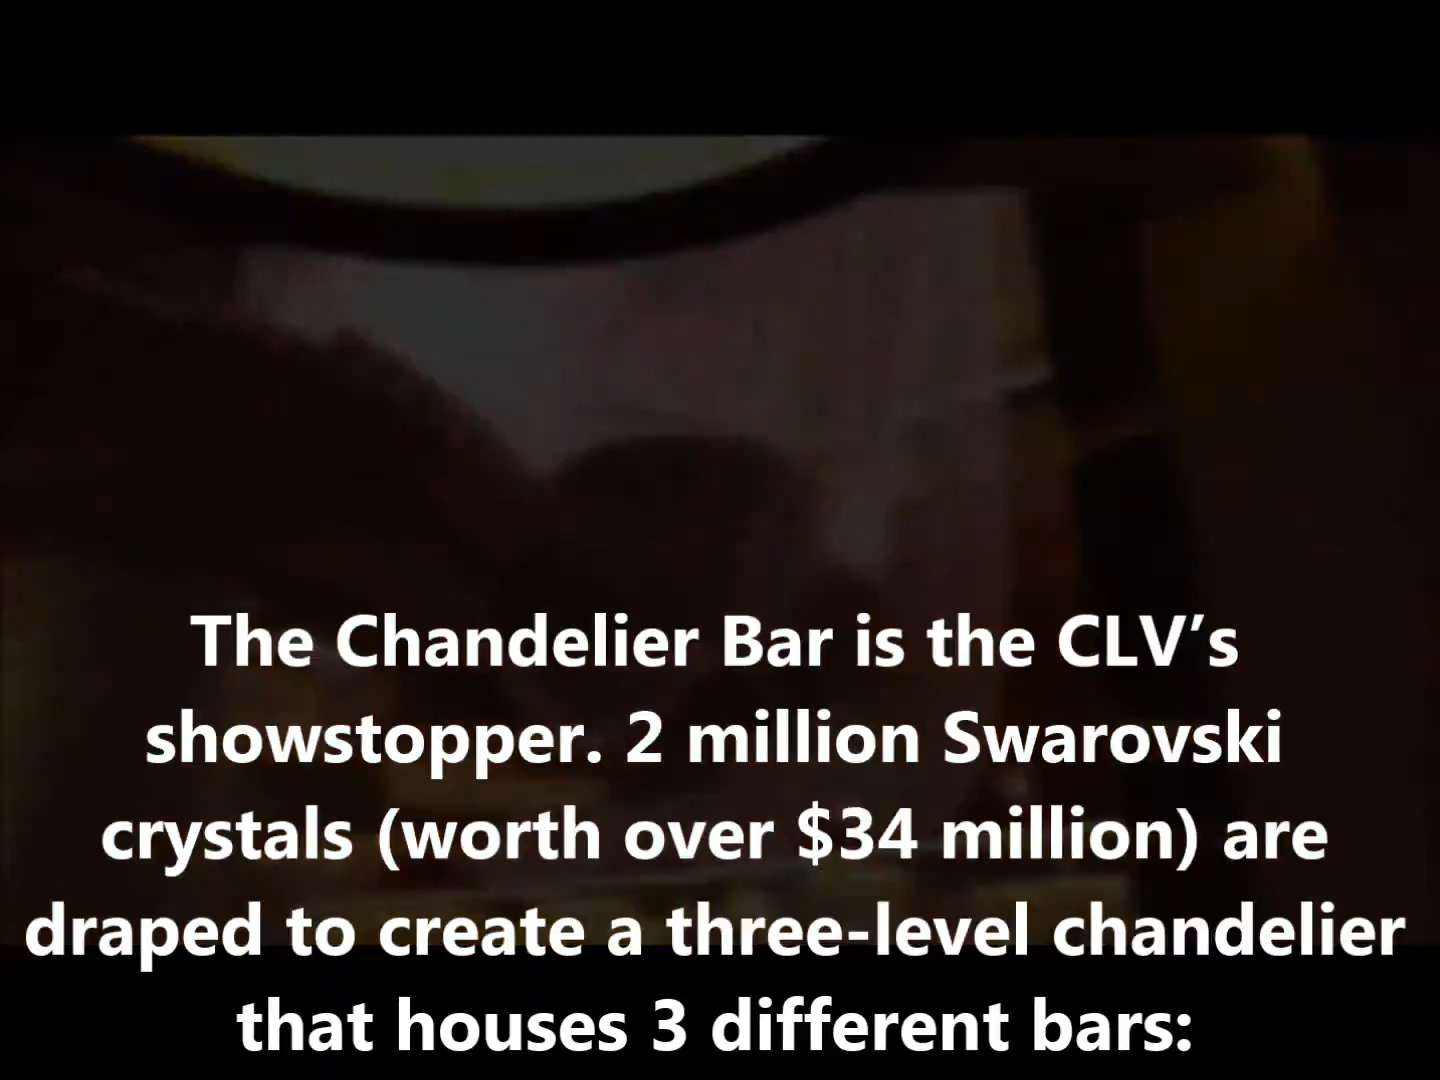 The Chandelier Bar is the CLV’s
showstopper. 2 million Swarovski
crystals (worth over $34 million) are
draped to create a three-level chandelier
that houses 3 different bars: